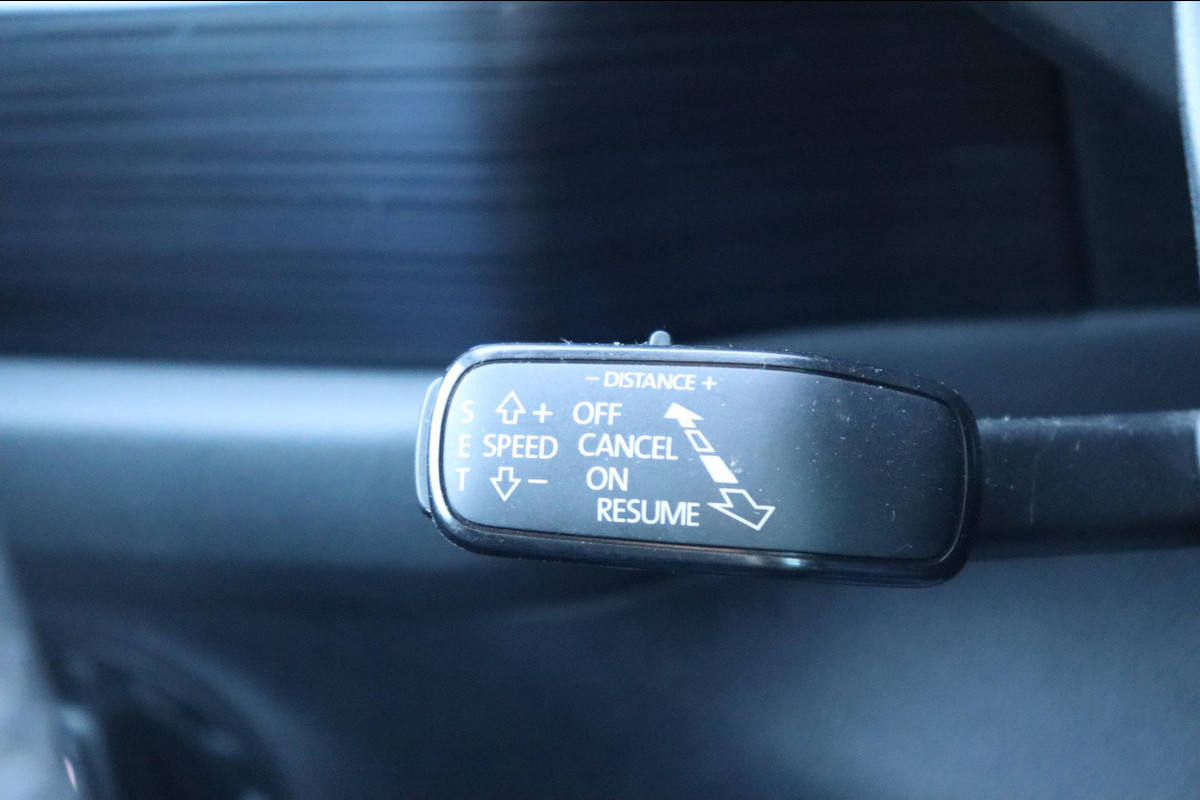 – DISTANCE +
S + OFF
E SPEED CANCEL
T – ON
RESUME